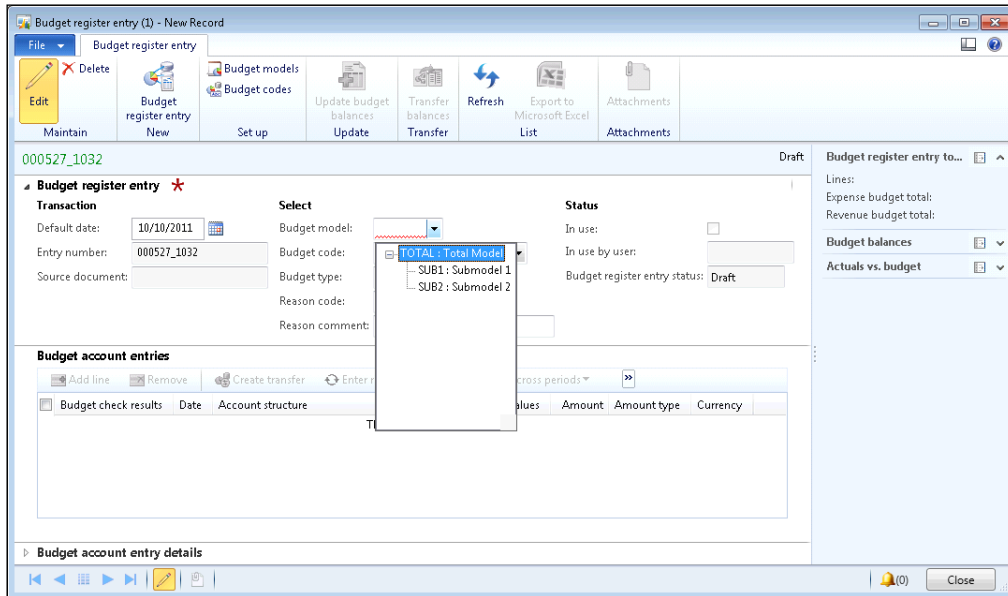 Budget register entry (1) - New Record
File
Budget register entry
Edit
Delete
Maintain
Budget
register entry
New
Budget models
Budget codes
Set up
Update budget
balances
Update
Transfer
balances
Transfer
Refresh
Export to
Microsoft Excel
List
Attachments
Attachments
000527_1032
Draft
Budget register entry *
Transaction
Default date: 10/10/2011
Entry number: 000527_1032
Source document:
Select
Budget model:
Budget code:
Budget type:
Reason code:
Reason comment:
TOTAL : Total Model
SUB1 : Submodel 1
SUB2 : Submodel 2
Status
In use:
In use by user:
Budget register entry status: Draft
Budget account entries
Add line Remove Create transfer Enter cross periods »
Budget check results Date Account structure Amount Amount type Currency
Budget account entry details
Budget register entry to...
Lines:
Expense budget total:
Revenue budget total:
Budget balances
Actuals vs. budget
(0)
Close